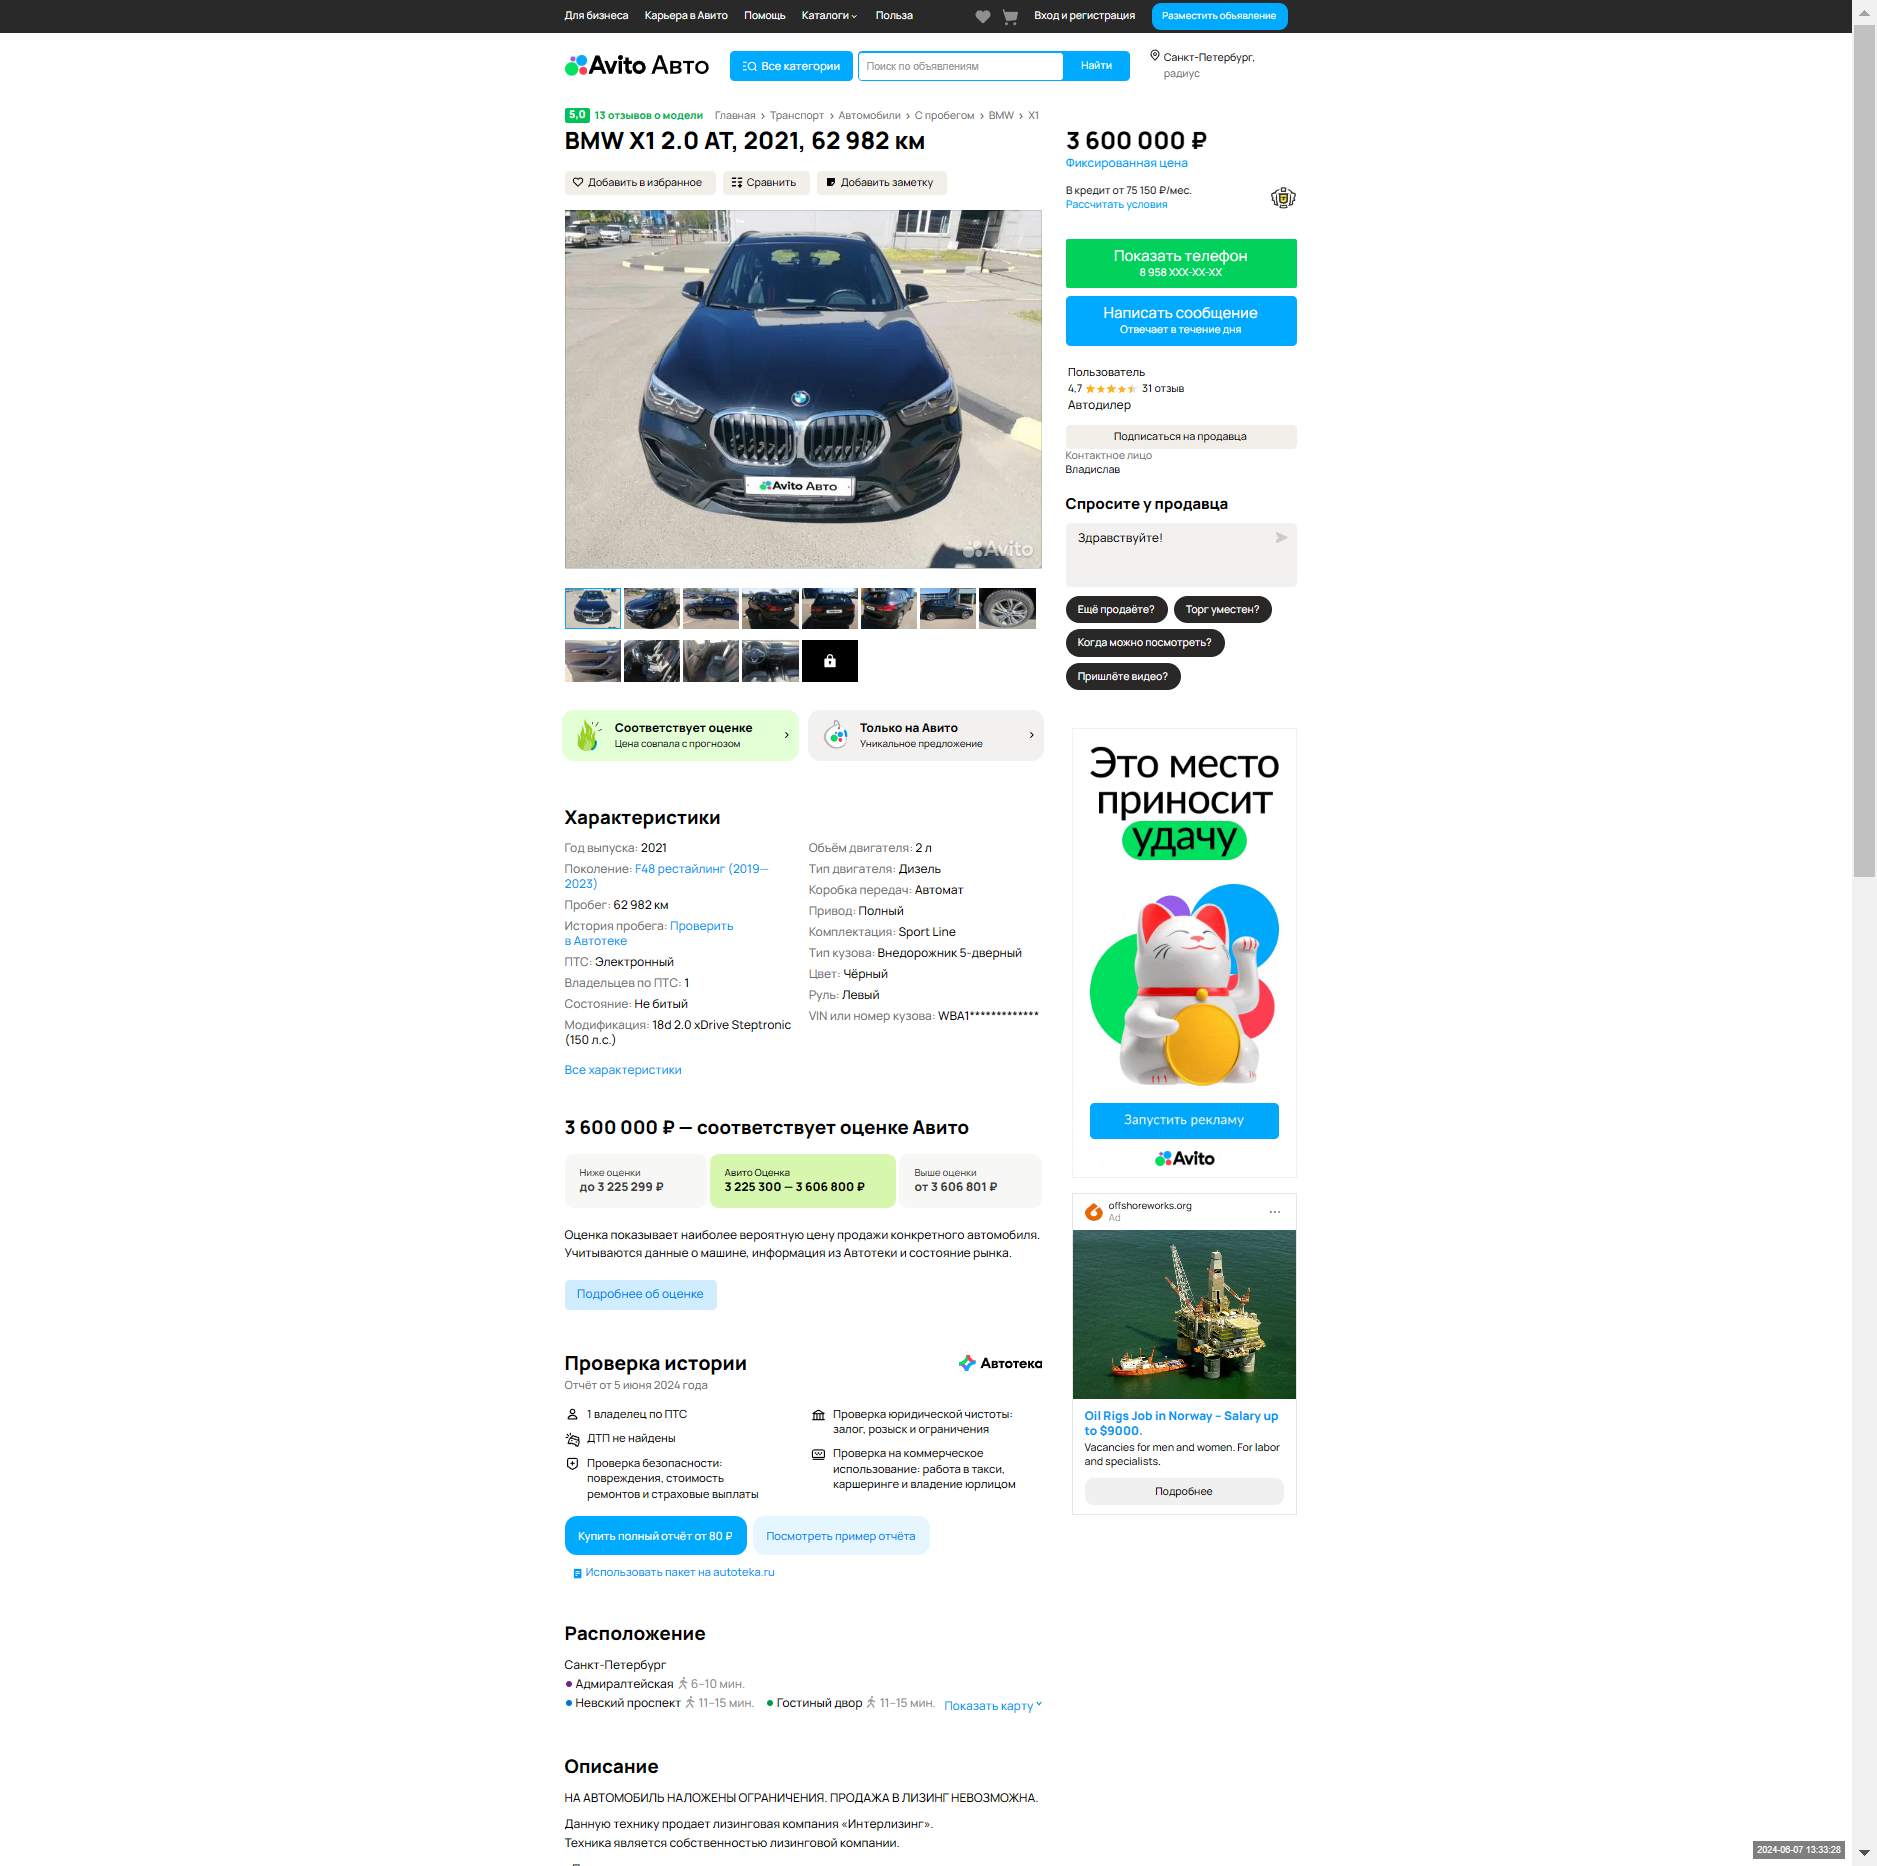 Для бизнеса Карьера в Авито Помощь Каталоги Польза Вход и регистрация Разместить объявление
Avito Авто Все категории Поиск по объявлениям Найти Санкт-Петербург,
радиус
5,0 13 отзывов о модели Главная › Транспорт › Автомобили › С пробегом › BMW › X1
BMW X1 2.0 AT, 2021, 62 982 км
Добавить в избранное Сравнить Добавить заметку
Avito Авто
Avito
Соответствует оценке
Цена совпала с прогнозом
Только на Авито
Уникальное предложение
3 600 000 ₽
Фиксированная цена
В кредит от 75 150 ₽/мес.
Рассчитать условия
Показать телефон
8 958 XXX-XX-XX
Написать сообщение
Отвечает в течение дня
Пользователь
4,7 31 отзыв
Автодилер
Подписаться на продавца
Контактное лицо
Владислав
Спросите у продавца
Здравствуйте!
Ещё продаёте? Торг уместен?
Когда можно посмотреть?
Пришлёте видео?
Характеристики
Год выпуска: 2021
Поколение: F48 рестайлинг (2019—
2023)
Пробег: 62 982 км
История пробега: Проверить
в Автотеке
ПТС: Электронный
Владельцев по ПТС: 1
Состояние: Не битый
Модификация: 18d 2.0 xDrive Steptronic
(150 л.с.)
Объём двигателя: 2 л
Тип двигателя: Дизель
Коробка передач: Автомат
Привод: Полный
Комплектация: Sport Line
Тип кузова: Внедорожник 5-дверный
Цвет: Чёрный
Руль: Левый
VIN или номер кузова: WBA1*************
Все характеристики
3 600 000 ₽ — соответствует оценке Авито
Ниже оценки
до 3 225 299 ₽
Авито Оценка
3 225 300 — 3 606 800 ₽
Выше оценки
от 3 606 801 ₽
Оценка показывает наиболее вероятную цену продажи конкретного автомобиля.
Учитываются данные о машине, информация из Автотеки и состояние рынка.
Подробнее об оценке
Проверка истории
Автотека
Отчёт от 5 июня 2024 года
1 владелец по ПТС
ДТП не найдены
Проверка безопасности:
повреждения, стоимость
ремонтов и страховые выплаты
Проверка юридической чистоты:
залог, розыск и ограничения
Проверка на коммерческое
использование: работа в такси,
каршеринге и владение юрлицом
Купить полный отчёт от 80 ₽ Посмотреть пример отчёта
Использовать пакет на autoteka.ru
Расположение
Санкт-Петербург
Адмиралтейская 6–10 мин.
Невский проспект 11–15 мин. Гостиный двор 11–15 мин. Показать карту
Описание
НА АВТОМОБИЛЬ НАЛОЖЕНЫ ОГРАНИЧЕНИЯ. ПРОДАЖА В ЛИЗИНГ НЕВОЗМОЖНА.
Данную технику продает лизинговая компания «Интерлизинг».
Техника является собственностью лизинговой компании.
Это место
приносит
удачу
Запустить рекламу
Avito
offshoreworks.org
Ad
Oil Rigs Job in Norway – Salary up
to $9000.
Vacancies for men and women. For labor
and specialists.
Подробнее
2024-06-07 13:33:28